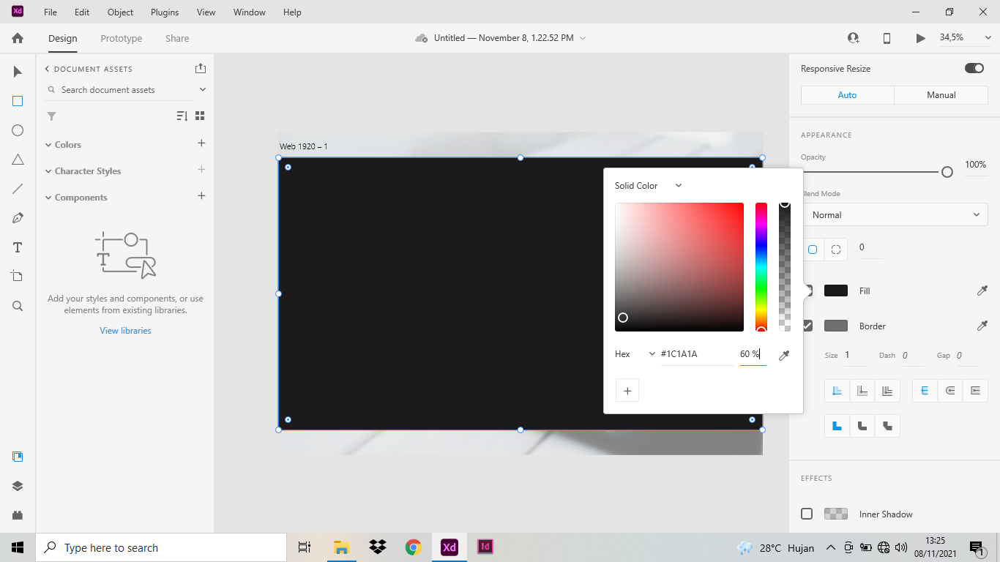 Xd File Edit Object Plugins View Window Help
Design Prototype Share Untitled — November 8, 1.22.52 PM 34,5%
DOCUMENT ASSETS
Search document assets
Colors
Character Styles
Components
Add your styles and components, or use
elements from existing libraries.
View libraries
Web 1920 – 1
Solid Color
Hex #1C1A1A 60 %
Responsive Resize
Auto Manual
APPEARANCE
Opacity
100%
Blend Mode
Normal
0
Fill
Border
Size 1 Dash 0 Gap 0
EFFECTS
Inner Shadow
Type here to search
Xd
Id
28°C Hujan
13:25
08/11/2021
1